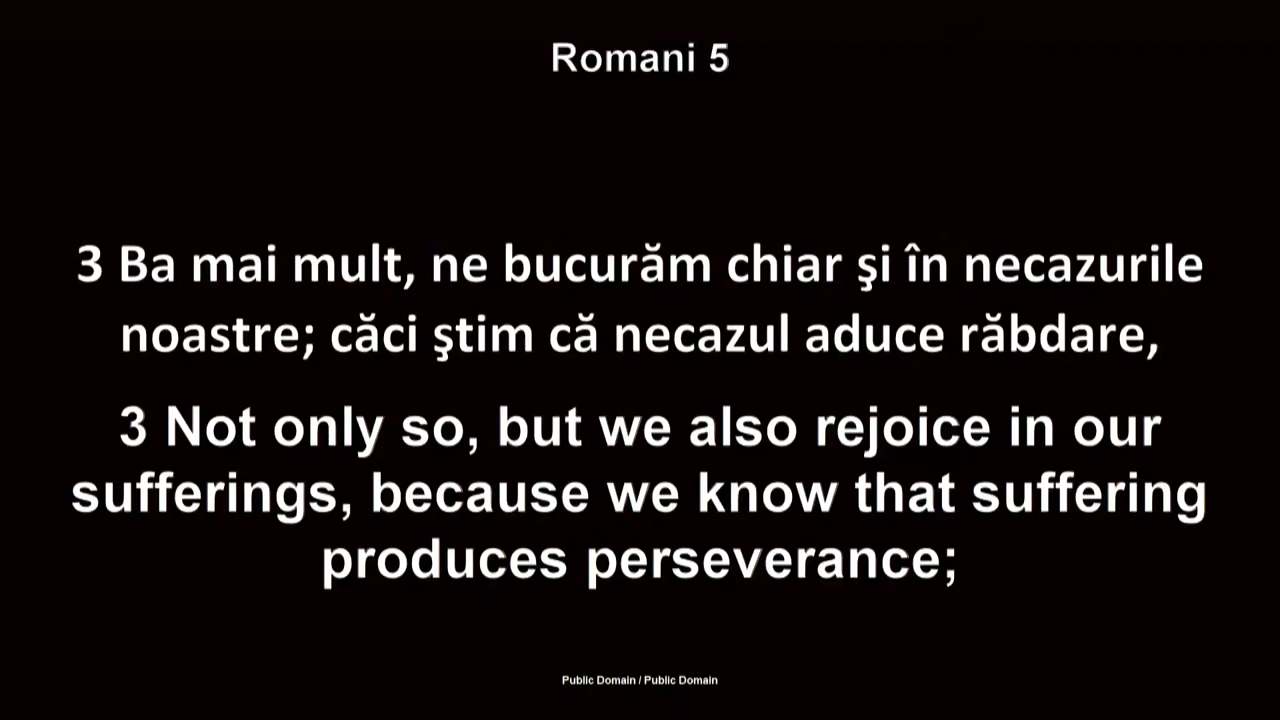 Romani 5
3 Ba mai mult, ne bucurăm chiar şi în necazurile
noastre; căci ştim că necazul aduce răbdare,
3 Not only so, but we also rejoice in our
sufferings, because we know that suffering
produces perseverance;
Public Domain / Public Domain